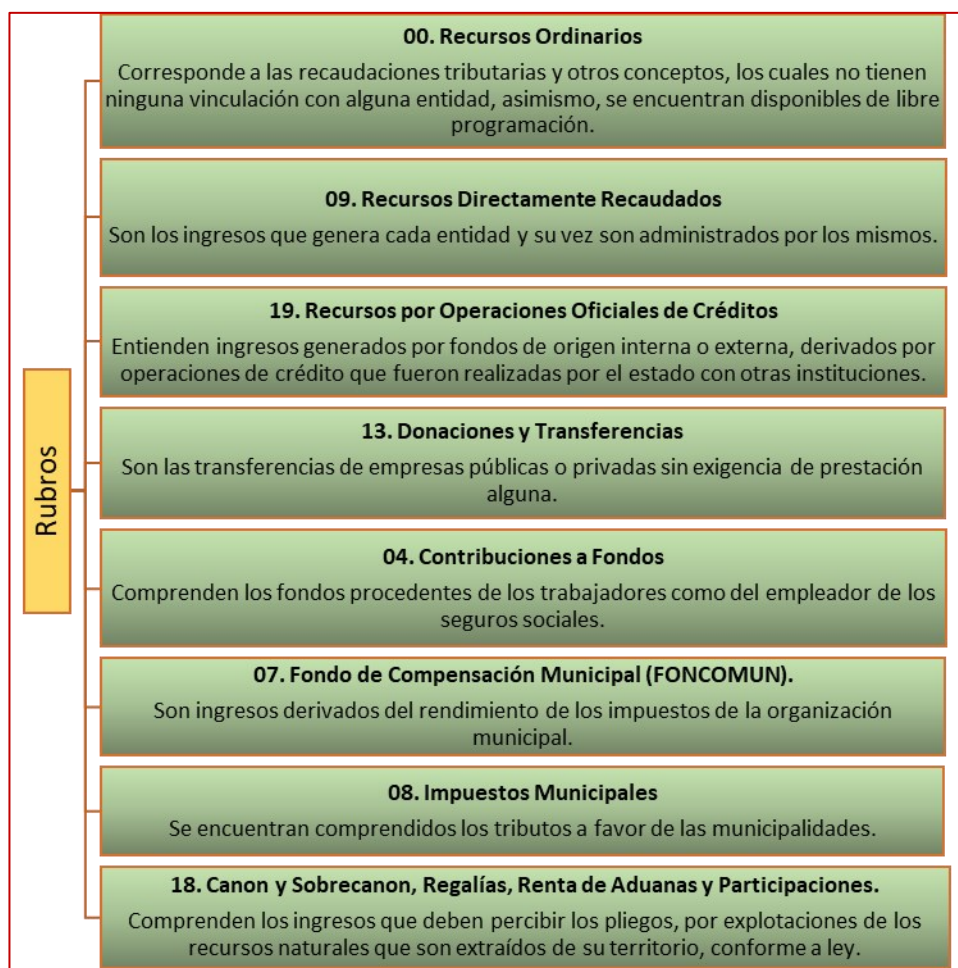 Rubros
00. Recursos Ordinarios
Corresponde a las recaudaciones tributarias y otros conceptos, los cuales no tienen
ninguna vinculación con alguna entidad, asimismo, se encuentran disponibles de libre
programación.
09. Recursos Directamente Recaudados
Son los ingresos que genera cada entidad y su vez son administrados por los mismos.
19. Recursos por Operaciones Oficiales de Créditos
Entienden ingresos generados por fondos de origen interna o externa, derivados por
operaciones de crédito que fueron realizadas por el estado con otras instituciones.
13. Donaciones y Transferencias
Son las transferencias de empresas públicas o privadas sin exigencia de prestación
alguna.
04. Contribuciones a Fondos
Comprenden los fondos procedentes de los trabajadores como del empleador de los
seguros sociales.
07. Fondo de Compensación Municipal (FONCOMUN).
Son ingresos derivados del rendimiento de los impuestos de la organización
municipal.
08. Impuestos Municipales
Se encuentran comprendidos los tributos a favor de las municipalidades.
18. Canon y Sobrecanon, Regalías, Renta de Aduanas y Participaciones.
Comprenden los ingresos que deben percibir los pliegos, por explotaciones de los
recursos naturales que son extraídos de su territorio, conforme a ley.